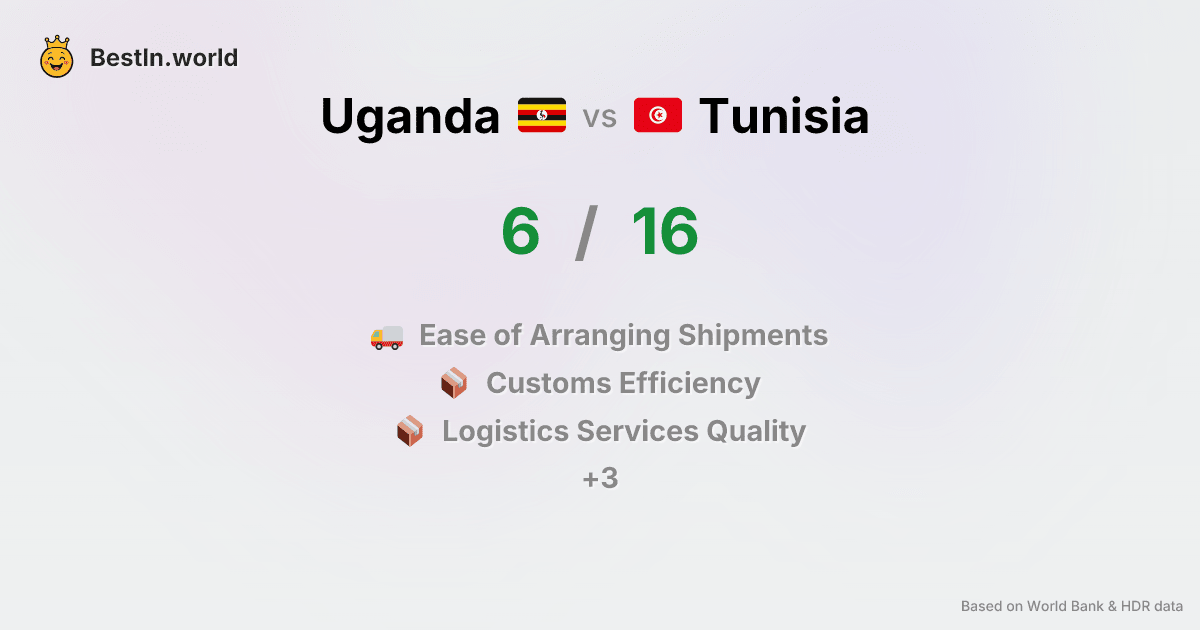 BestIn.world
Uganda vs Tunisia
6 / 16
Ease of Arranging Shipments
Customs Efficiency
Logistics Services Quality
+3
Based on World Bank & HDR data